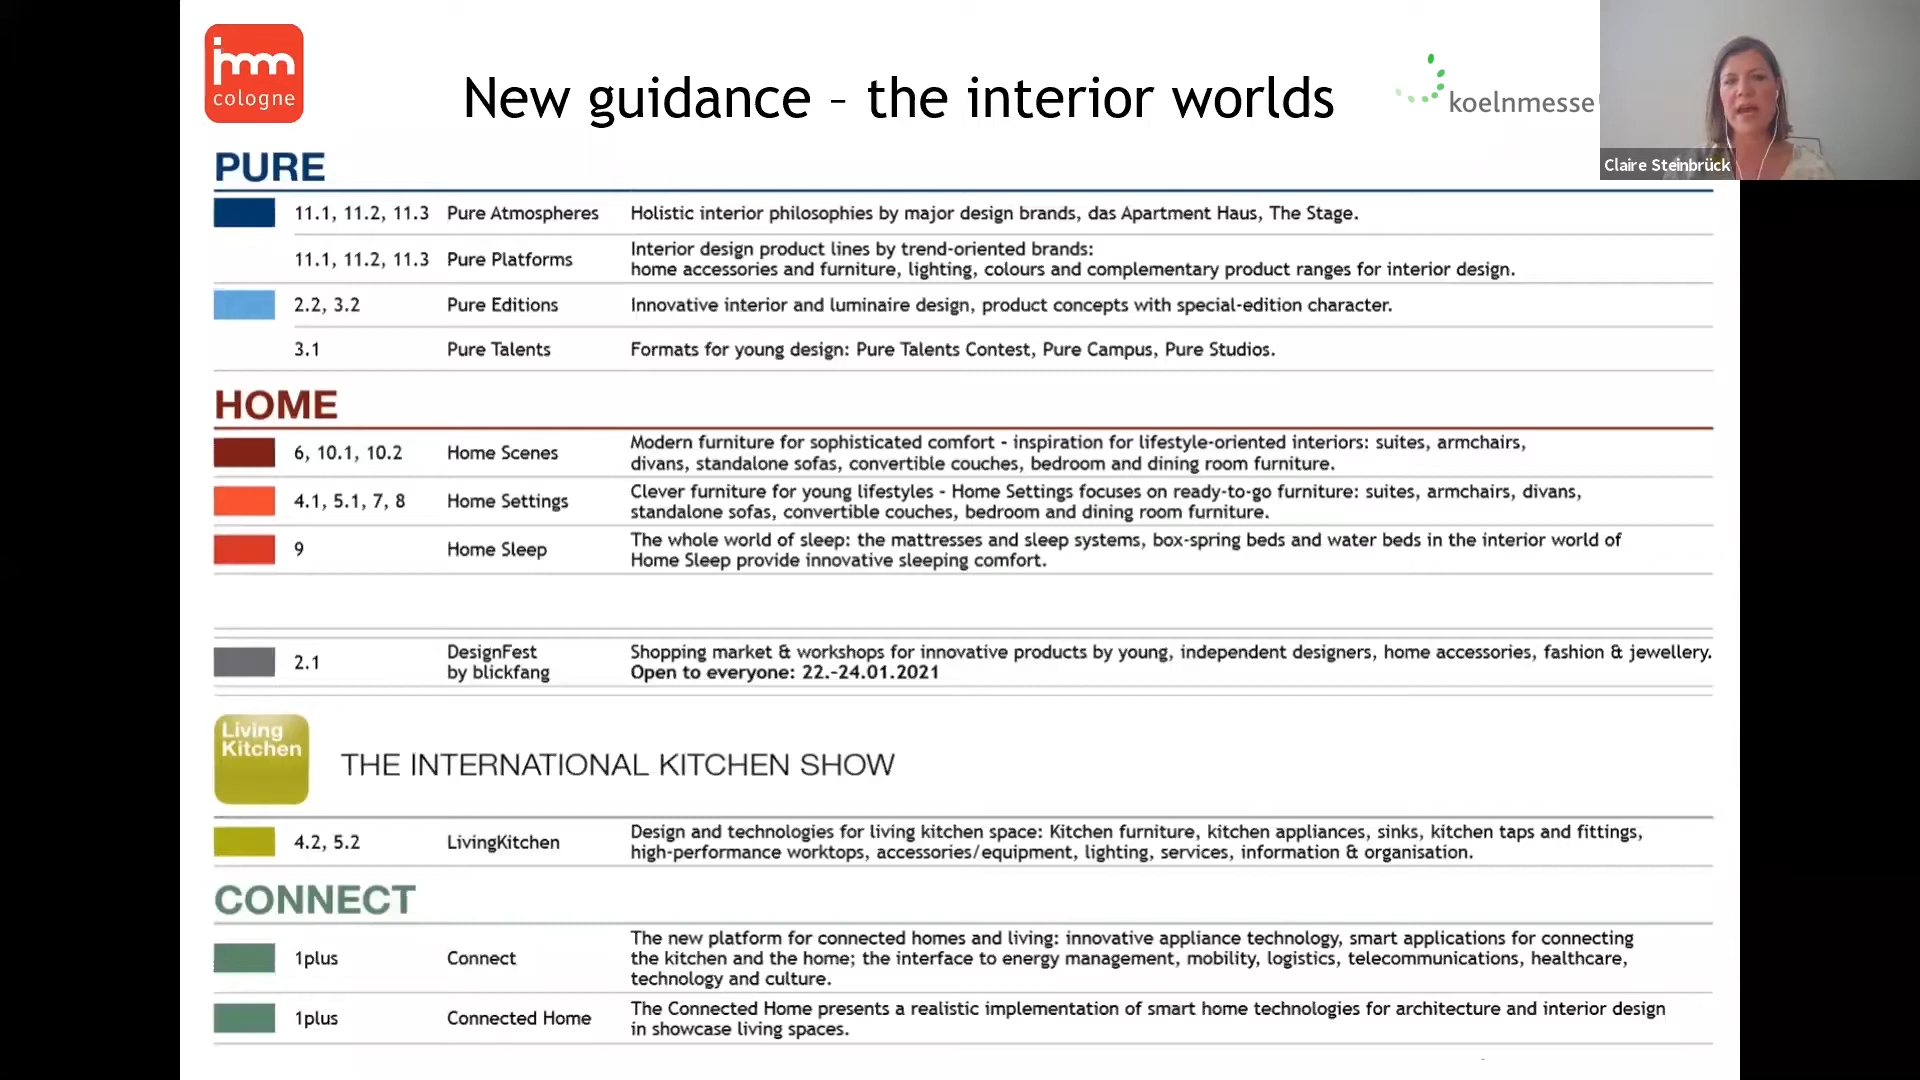 imm
cologne
New guidance – the interior worlds
koelnmesse
Claire Steinbrück
PURE
11.1, 11.2, 11.3 Pure Atmospheres Holistic interior philosophies by major design brands, das Apartment Haus, The Stage.
11.1, 11.2, 11.3 Pure Platforms Interior design product lines by trend-oriented brands:
home accessories and furniture, lighting, colours and complementary product ranges for interior design.
2.2, 3.2 Pure Editions Innovative interior and luminaire design, product concepts with special-edition character.
3.1 Pure Talents Formats for young design: Pure Talents Contest, Pure Campus, Pure Studios.
HOME
6, 10.1, 10.2 Home Scenes Modern furniture for sophisticated comfort - inspiration for lifestyle-oriented interiors: suites, armchairs,
divans, standalone sofas, convertible couches, bedroom and dining room furniture.
4.1, 5.1, 7, 8 Home Settings Clever furniture for young lifestyles - Home Settings focuses on ready-to-go furniture: suites, armchairs, divans,
standalone sofas, convertible couches, bedroom and dining room furniture.
9 Home Sleep The whole world of sleep: the mattresses and sleep systems, box-spring beds and water beds in the interior world of
Home Sleep provide innovative sleeping comfort.
2.1 DesignFest Shopping market & workshops for innovative products by young, independent designers, home accessories, fashion & jewellery.
by blickfang Open to everyone: 22.-24.01.2021
Living
Kitchen
THE INTERNATIONAL KITCHEN SHOW
4.2, 5.2 LivingKitchen Design and technologies for living kitchen space: Kitchen furniture, kitchen appliances, sinks, kitchen taps and fittings,
high-performance worktops, accessories/equipment, lighting, services, information & organisation.
CONNECT
1plus Connect The new platform for connected homes and living: innovative appliance technology, smart applications for connecting
the kitchen and the home; the interface to energy management, mobility, logistics, telecommunications, healthcare,
technology and culture.
1plus Connected Home The Connected Home presents a realistic implementation of smart home technologies for architecture and interior design
in showcase living spaces.